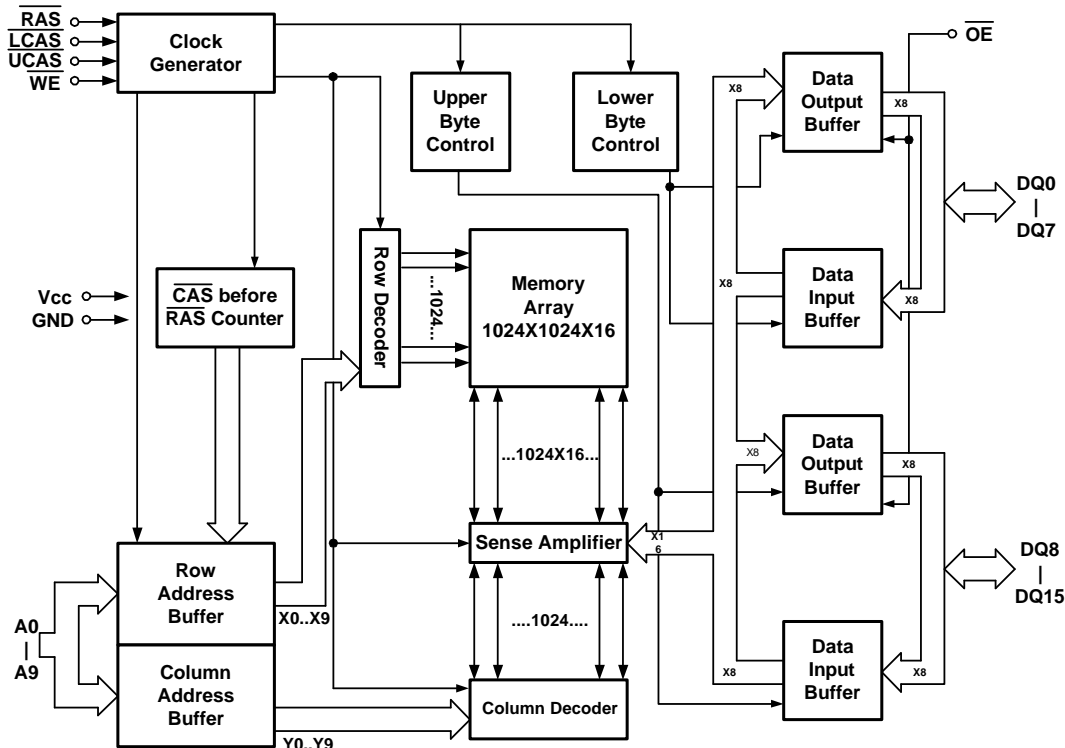 RAS
LCAS
UCAS
WE
Clock
Generator
Upper
Byte
Control
Lower
Byte
Control
X8
Data
Output
Buffer
X8
OE
DQ0
|
DQ7
Row Decoder
...1024...
Memory
Array
1024X1024X16
X8
Data
Input
Buffer
X8
Vcc
GND
CAS before
RAS Counter
...1024X16...
X8
Data
Output
Buffer
X8
Sense Amplifier
X1
6
DQ8
|
DQ15
Row
Address
Buffer
X0..X9
A0
|
A9
....1024....
Column
Address
Buffer
Y0..Y9
Column Decoder
X8
Data
Input
Buffer
X8